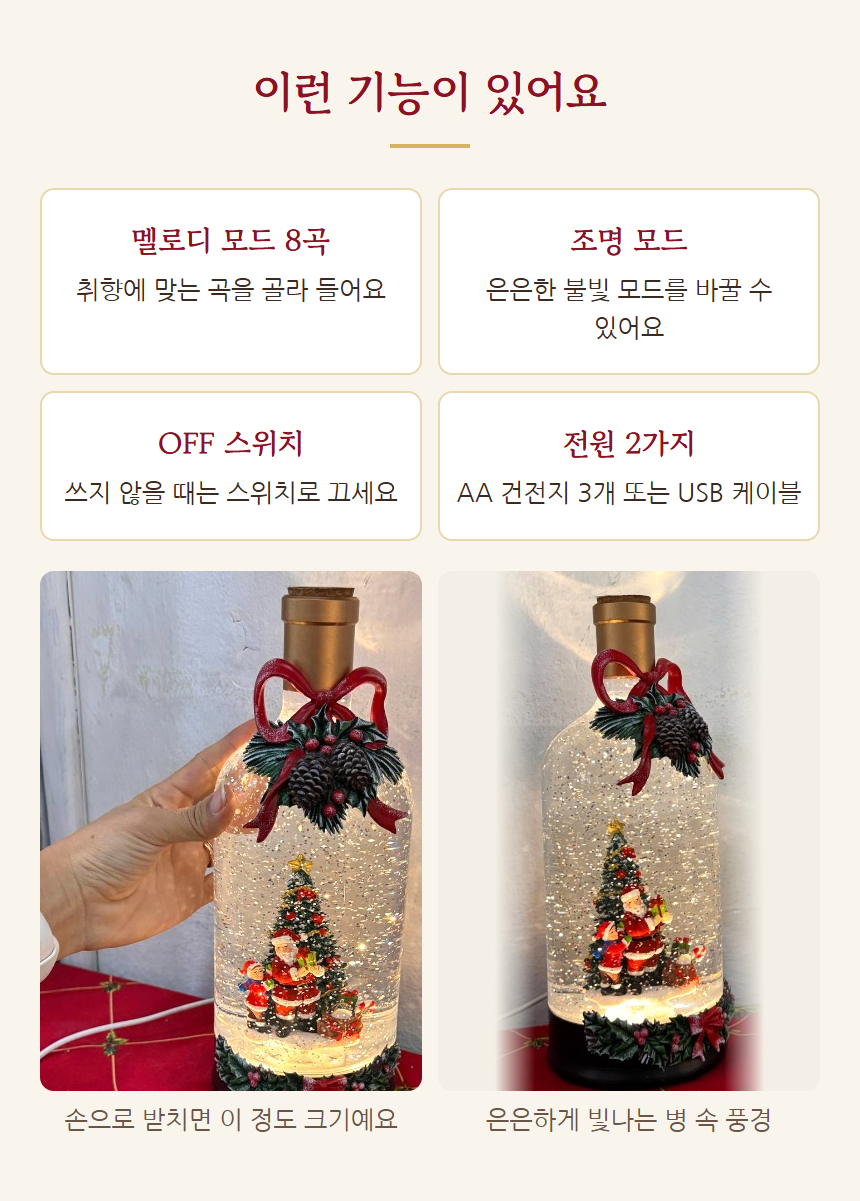 이런 기능이 있어요
멜로디 모드 8곡
취향에 맞는 곡을 골라 들어요
조명 모드
은은한 불빛 모드를 바꿀 수
있어요
OFF 스위치
쓰지 않을 때는 스위치로 끄세요
전원 2가지
AA 건전지 3개 또는 USB 케이블
손으로 받치면 이 정도 크기예요
은은하게 빛나는 병 속 풍경